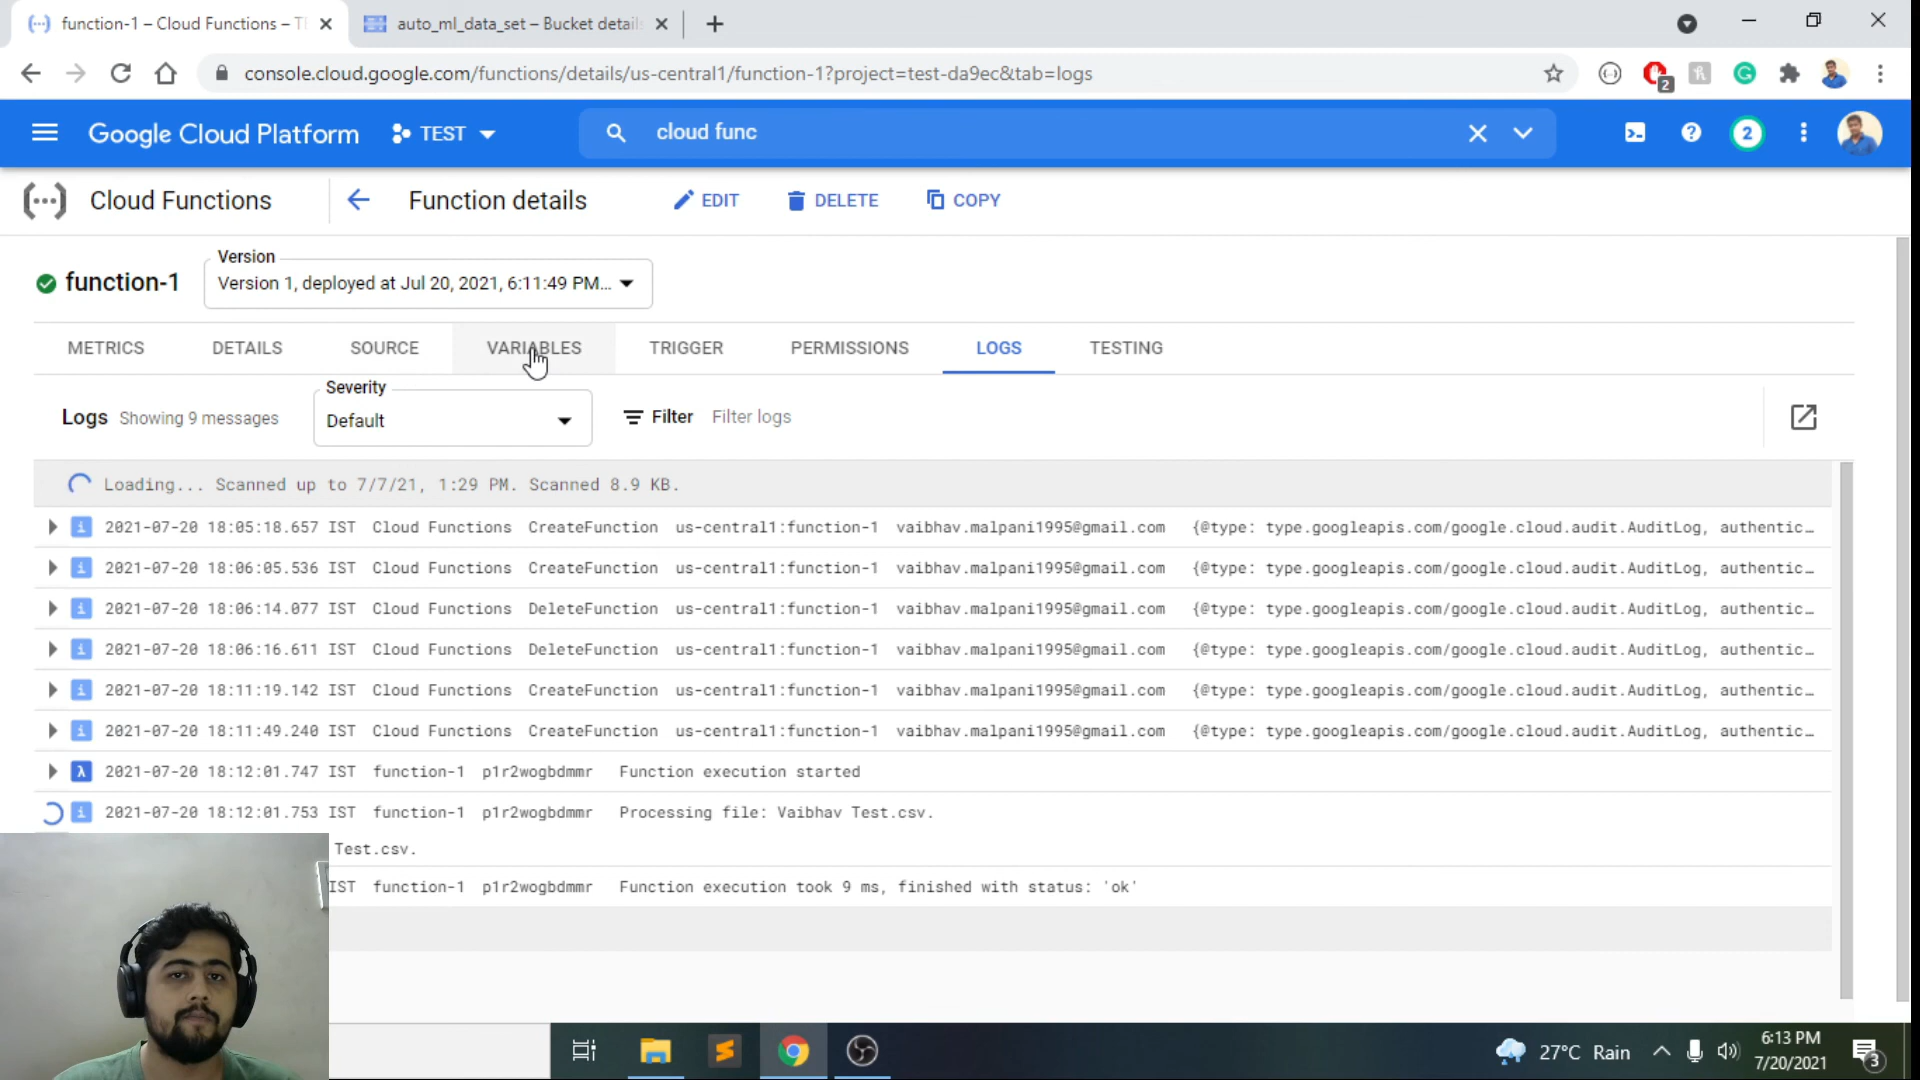 function-1 – Cloud Functions – T
auto_ml_data_set – Bucket details
console.cloud.google.com/functions/details/us-central1/function-1?project=test-da9ec&tab=logs
2
Google Cloud Platform
TEST
cloud func
2
Cloud Functions
Function details
EDIT
DELETE
COPY
function-1
Version
Version 1, deployed at Jul 20, 2021, 6:11:49 PM...
METRICS
DETAILS
SOURCE
VARIABLES
TRIGGER
PERMISSIONS
LOGS
TESTING
Logs
Showing 9 messages
Severity
Default
Filter
Filter logs
Loading... Scanned up to 7/7/21, 1:29 PM. Scanned 8.9 KB.
i 2021-07-20 18:05:18.657 IST Cloud Functions CreateFunction us-central1:function-1 vaibhav.malpani1995@gmail.com {@type: type.googleapis.com/google.cloud.audit.AuditLog, authentic…
i 2021-07-20 18:06:05.536 IST Cloud Functions CreateFunction us-central1:function-1 vaibhav.malpani1995@gmail.com {@type: type.googleapis.com/google.cloud.audit.AuditLog, authentic…
i 2021-07-20 18:06:14.077 IST Cloud Functions DeleteFunction us-central1:function-1 vaibhav.malpani1995@gmail.com {@type: type.googleapis.com/google.cloud.audit.AuditLog, authentic…
i 2021-07-20 18:06:16.611 IST Cloud Functions DeleteFunction us-central1:function-1 vaibhav.malpani1995@gmail.com {@type: type.googleapis.com/google.cloud.audit.AuditLog, authentic…
i 2021-07-20 18:11:19.142 IST Cloud Functions CreateFunction us-central1:function-1 vaibhav.malpani1995@gmail.com {@type: type.googleapis.com/google.cloud.audit.AuditLog, authentic…
i 2021-07-20 18:11:49.240 IST Cloud Functions CreateFunction us-central1:function-1 vaibhav.malpani1995@gmail.com {@type: type.googleapis.com/google.cloud.audit.AuditLog, authentic…
λ 2021-07-20 18:12:01.747 IST function-1 p1r2wogbdmmr Function execution started
i 2021-07-20 18:12:01.753 IST function-1 p1r2wogbdmmr Processing file: Vaibhav Test.csv.
Test.csv.
IST function-1 p1r2wogbdmmr Function execution took 9 ms, finished with status: 'ok'
27°C Rain
6:13 PM
7/20/2021
3